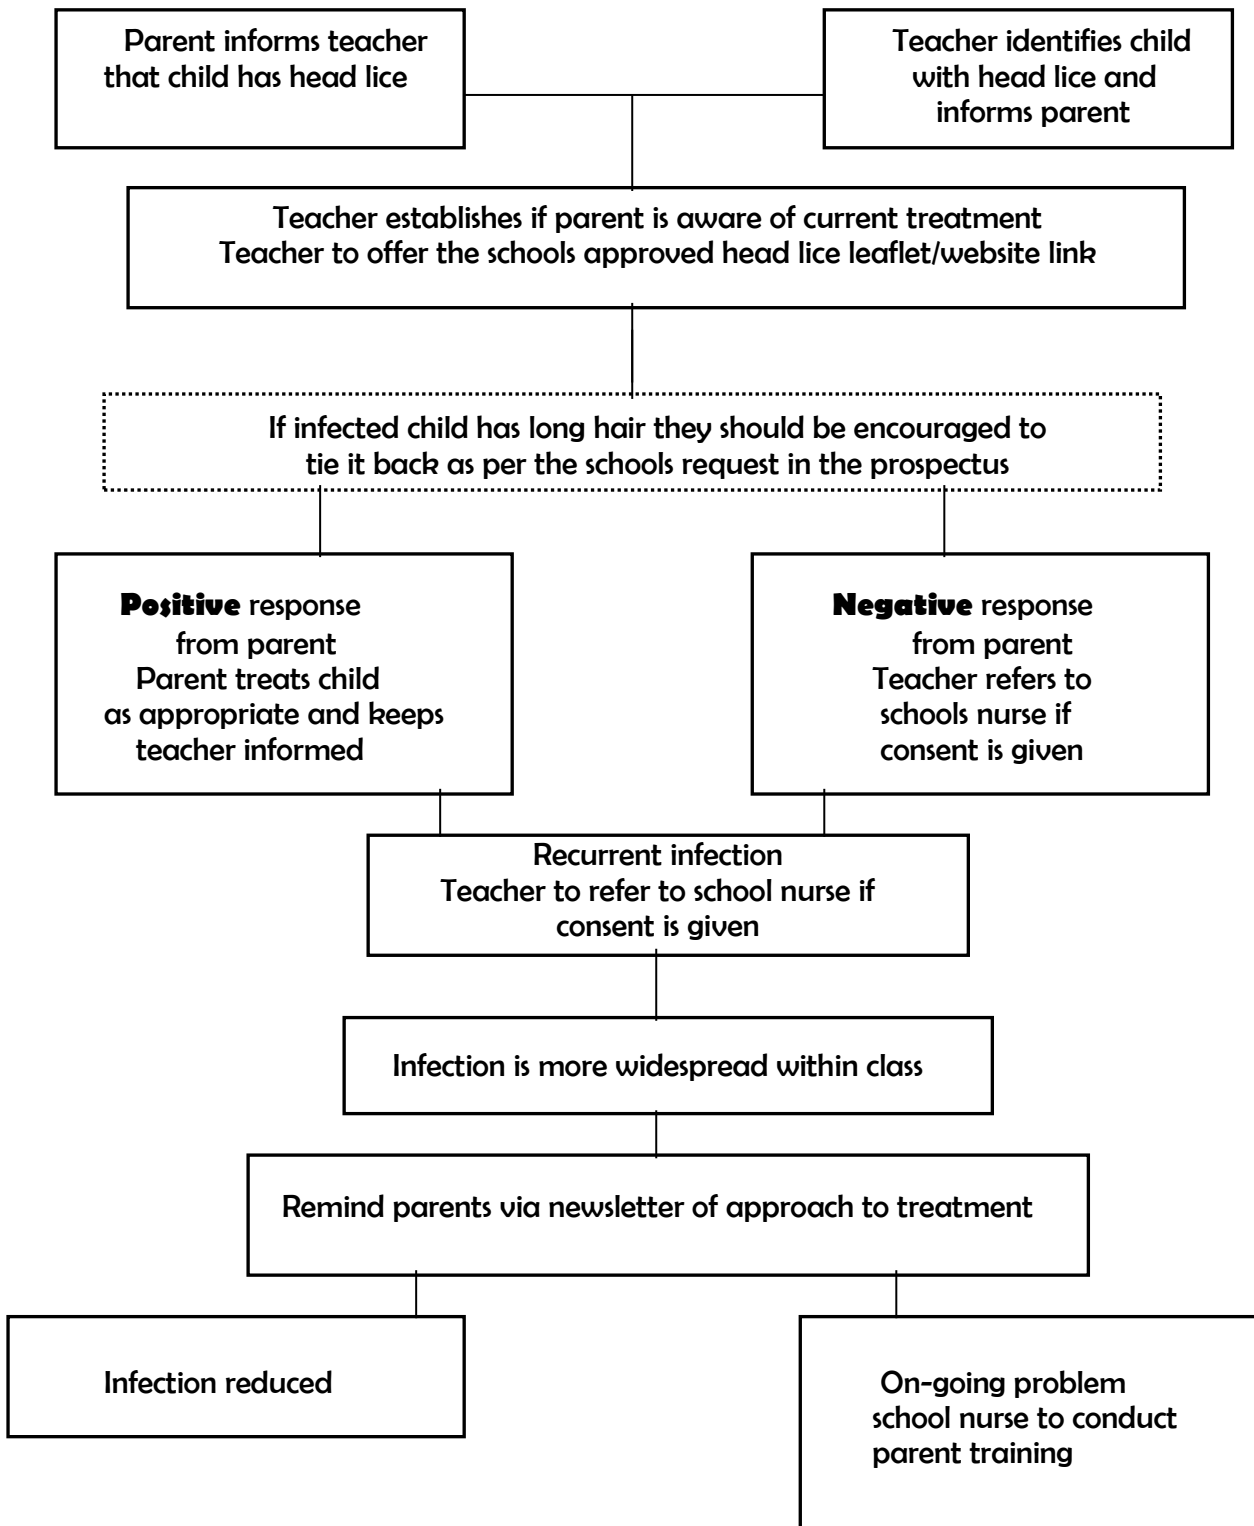 Parent informs teacher
that child has head lice
Teacher identifies child
with head lice and
informs parent
Teacher establishes if parent is aware of current treatment
Teacher to offer the schools approved head lice leaflet/website link
If infected child has long hair they should be encouraged to
tie it back as per the schools request in the prospectus
Positive response
from parent
Parent treats child
as appropriate and keeps
teacher informed
Negative response
from parent
Teacher refers to
schools nurse if
consent is given
Recurrent infection
Teacher to refer to school nurse if
consent is given
Infection is more widespread within class
Remind parents via newsletter of approach to treatment
Infection reduced
On-going problem
school nurse to conduct
parent training